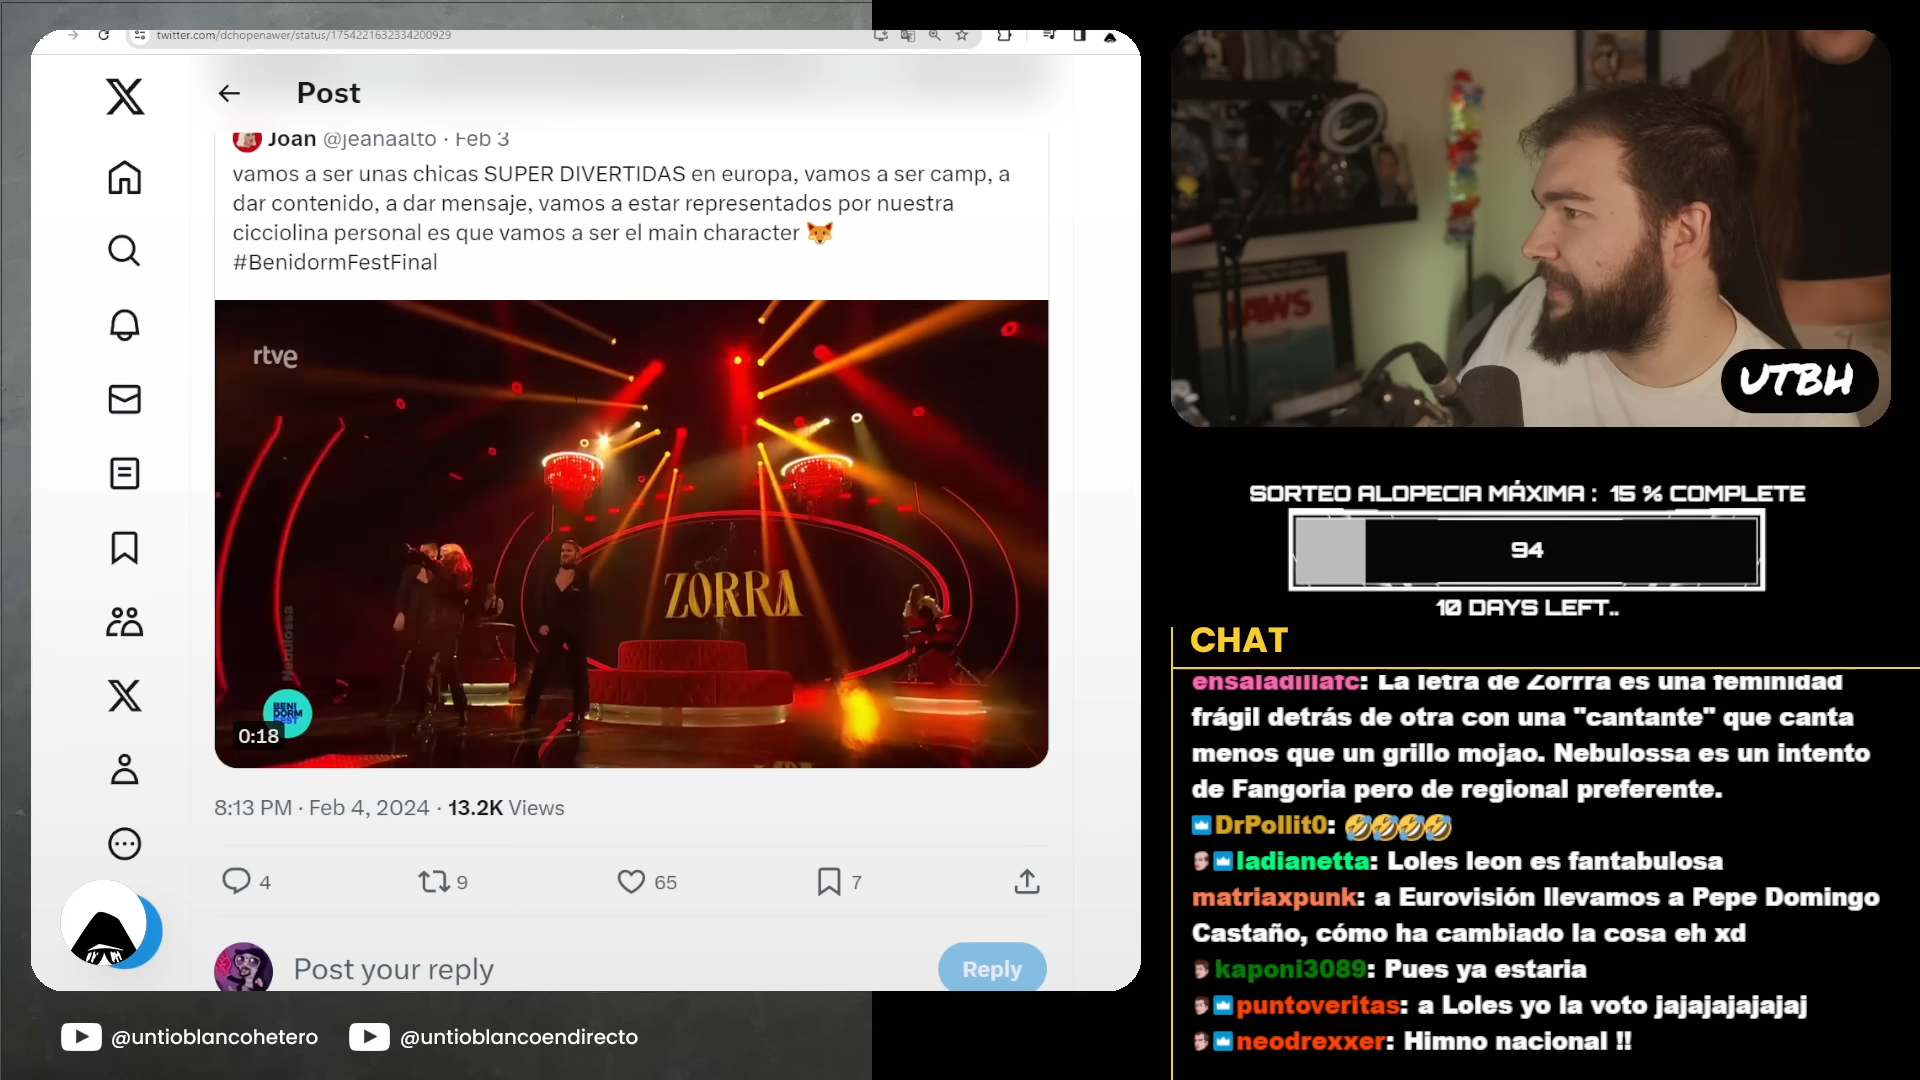 twitter.com/dchopenawer/status/1754221632334200929
Post
Joan @jeanaalto · Feb 3
vamos a ser unas chicas SUPER DIVERTIDAS en europa, vamos a ser camp, a
dar contenido, a dar mensaje, vamos a estar representados por nuestra
cicciolina personal es que vamos a ser el main character 🦊
#BenidormFestFinal
rtve
ZORRA
Nebulossa
BENI
DORM
FEST
0:18
8:13 PM · Feb 4, 2024 · 13.2K Views
4
9
65
7
Post your reply
Reply
@untioblancohetero
@untioblancoendirecto
JAWS
UTBH
SORTEO ALOPECIA MÁXIMA : 15 % COMPLETE
94
10 DAYS LEFT..
CHAT
ensaladillafc: La letra de Zorrra es una feminidad
frágil detrás de otra con una "cantante" que canta
menos que un grillo mojao. Nebulossa es un intento
de Fangoria pero de regional preferente.
DrPollit0: 🤣🤣🤣🤣
ladianetta: Loles leon es fantabulosa
matriaxpunk: a Eurovisión llevamos a Pepe Domingo
Castaño, cómo ha cambiado la cosa eh xd
kaponi3089: Pues ya estaria
puntoveritas: a Loles yo la voto jajajajajajaj
neodrexxer: Himno nacional !!